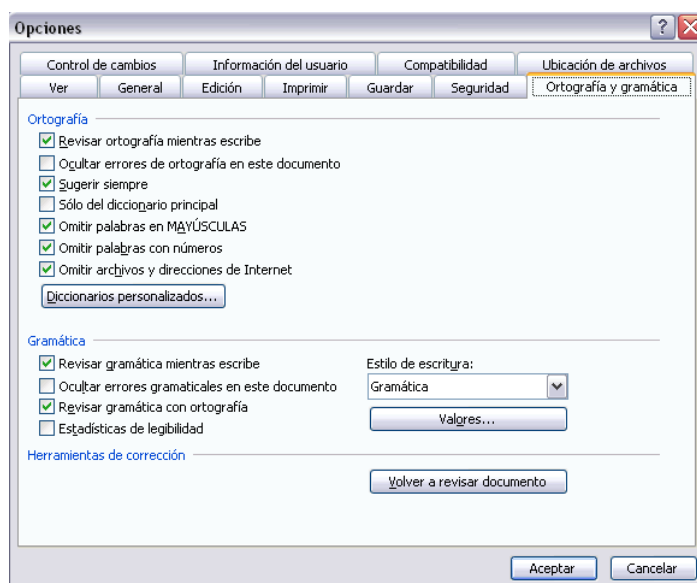 Opciones
Control de cambios Información del usuario Compatibilidad Ubicación de archivos
Ver General Edición Imprimir Guardar Seguridad Ortografía y gramática
Ortografía
Revisar ortografía mientras escribe
Ocultar errores de ortografía en este documento
Sugerir siempre
Sólo del diccionario principal
Omitir palabras en MAYÚSCULAS
Omitir palabras con números
Omitir archivos y direcciones de Internet
Diccionarios personalizados...
Gramática
Revisar gramática mientras escribe Estilo de escritura:
Ocultar errores gramaticales en este documento Gramática
Revisar gramática con ortografía Valores...
Estadísticas de legibilidad
Herramientas de corrección
Volver a revisar documento
Aceptar Cancelar